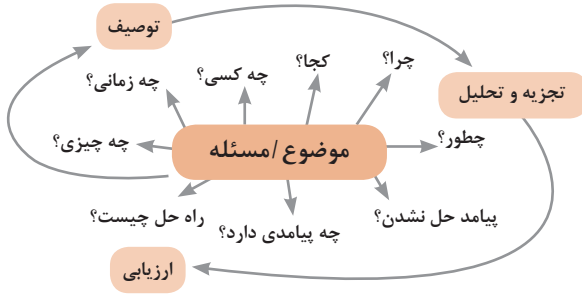 توصیف
چرا؟
کجا؟
چه کسی؟
چه زمانی؟
تجزیه و تحلیل
چطور؟
موضوع/مسئله
چه چیزی؟
پیامد حل نشدن؟
چه پیامدی دارد؟
راه حل چیست؟
ارزیابی